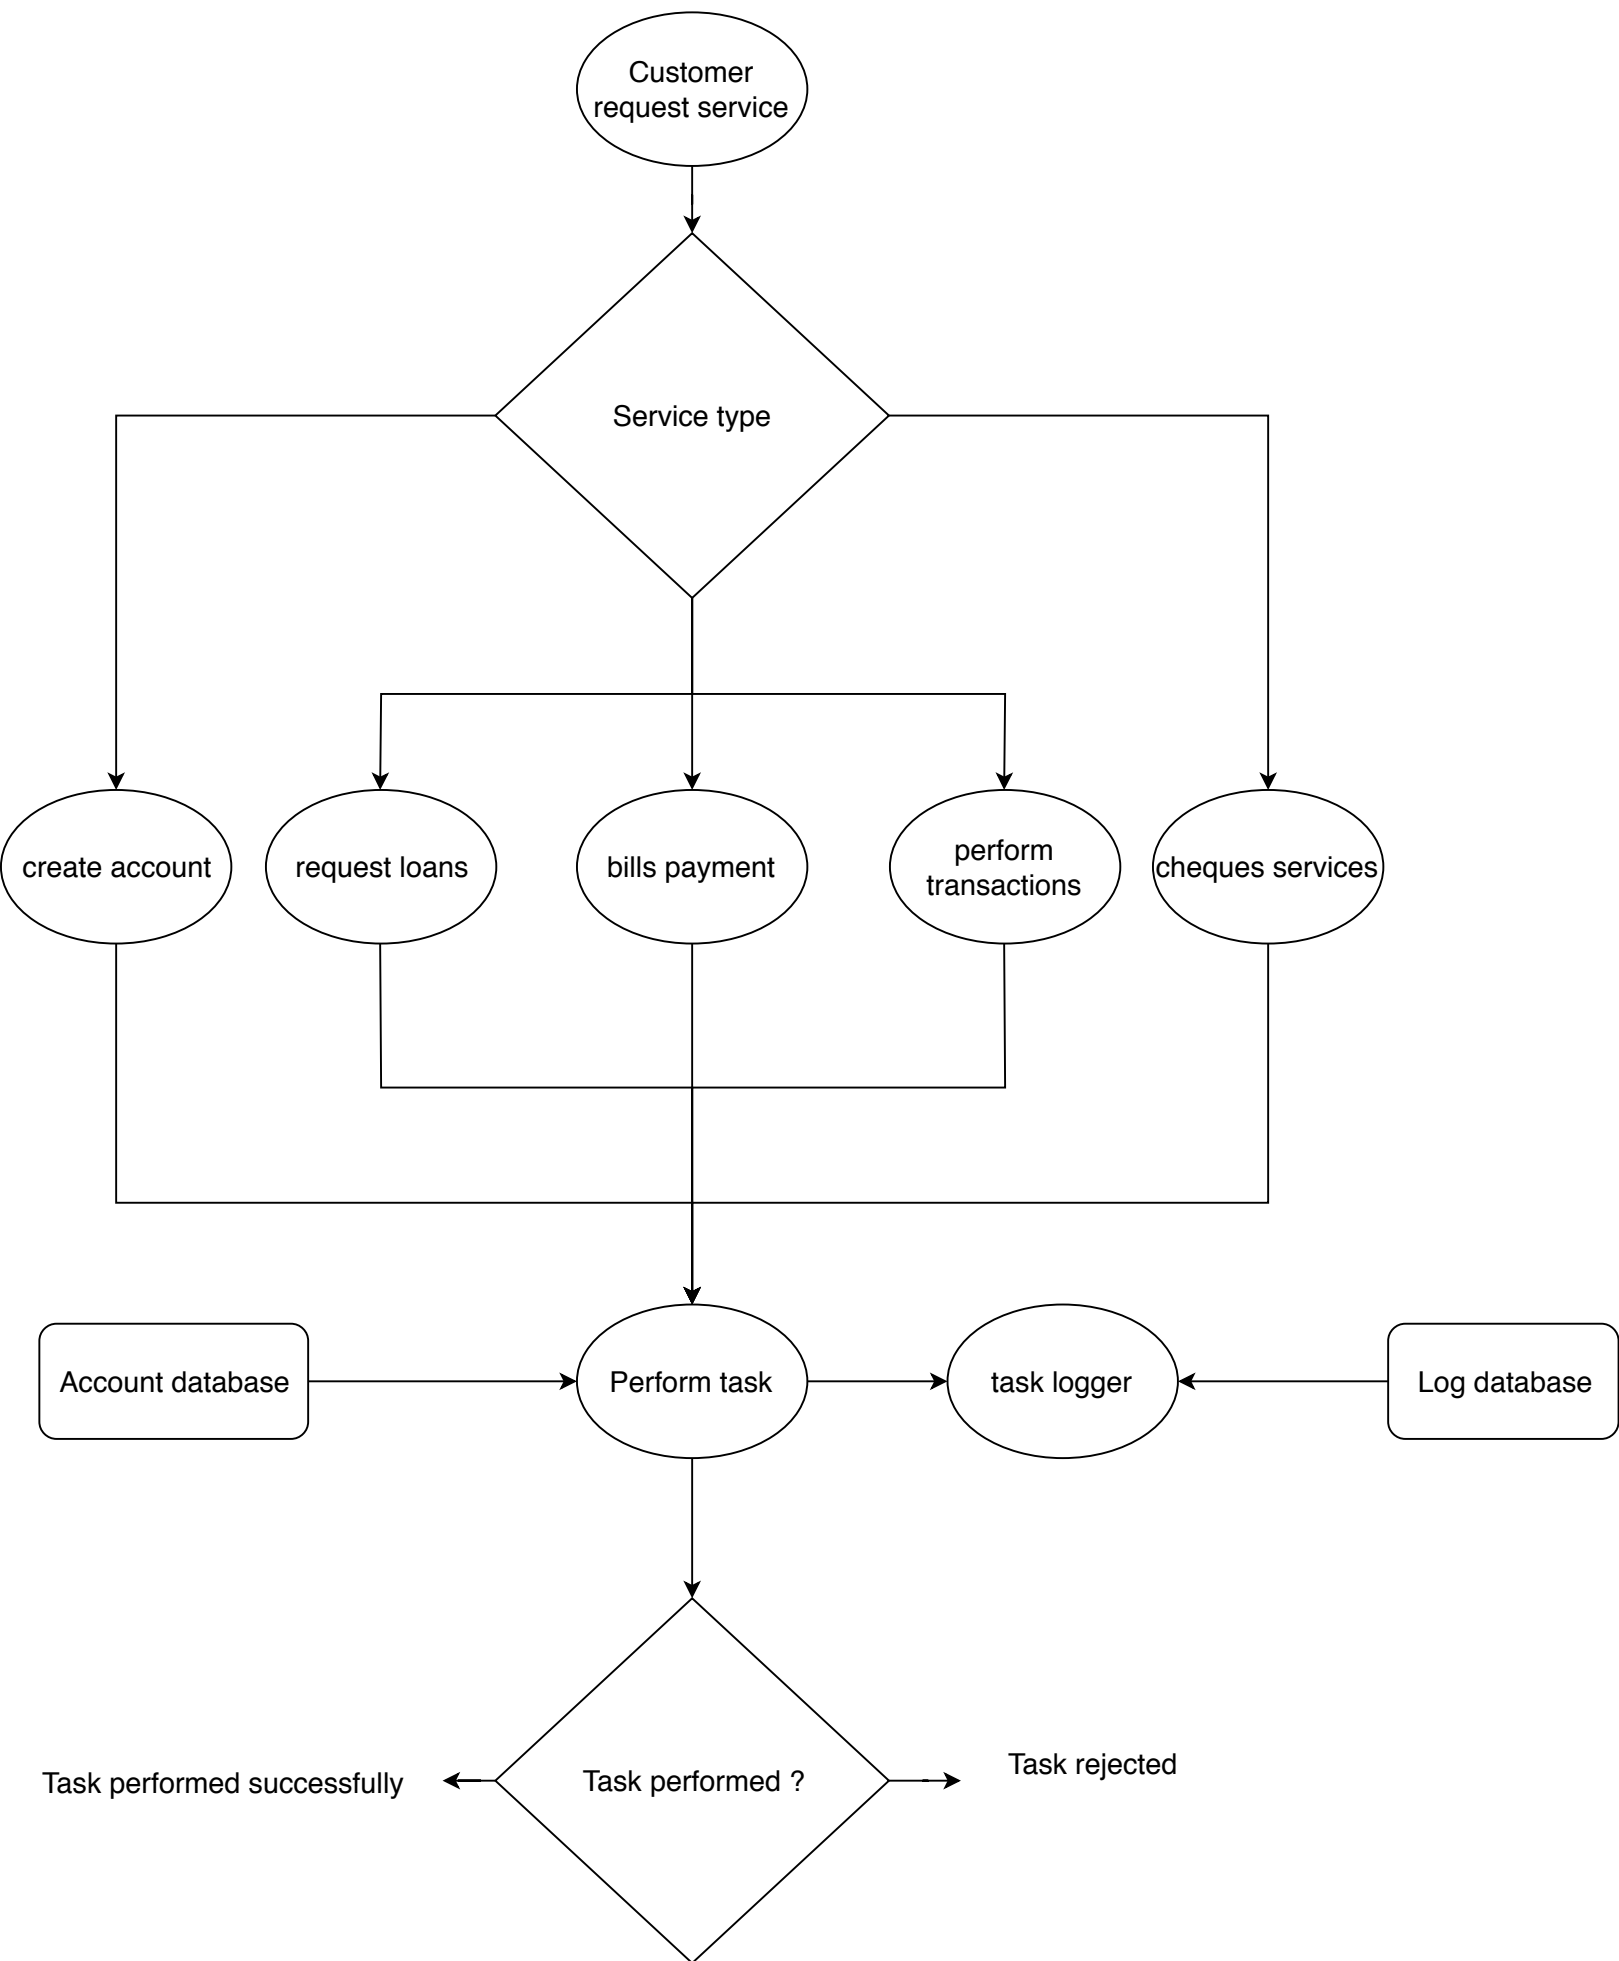 Customer
request service
Service type
create account
request loans
bills payment
perform
transactions
cheques services
Account database
Perform task
task logger
Log database
Task performed successfully
Task performed ?
Task rejected